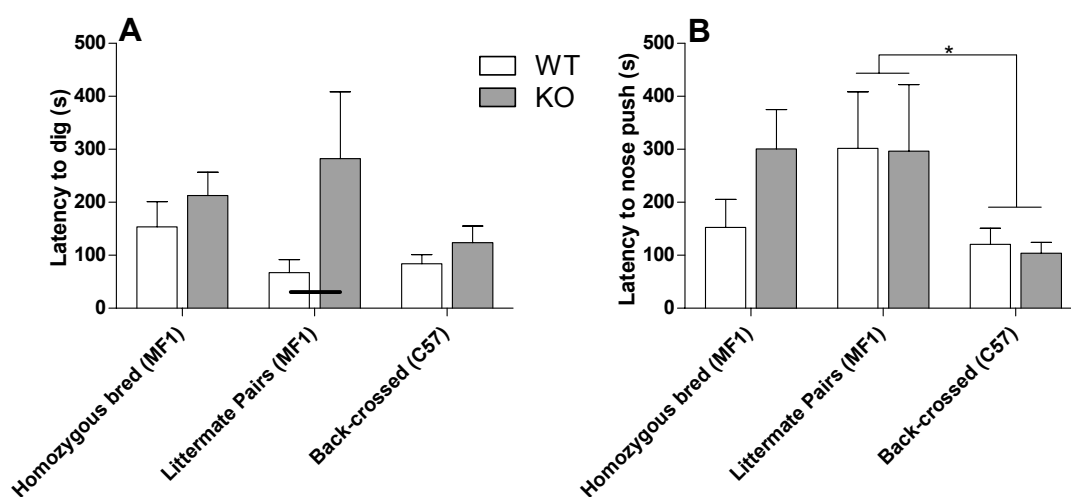 A
Latency to dig (s)
500
400
300
200
100
0
Homozygous bred (MF1)
Littermate Pairs (MF1)
Back-crossed (C57)
WT
KO
B
Latency to nose push (s)
500
400
300
200
100
0
*
Homozygous bred (MF1)
Littermate Pairs (MF1)
Back-crossed (C57)